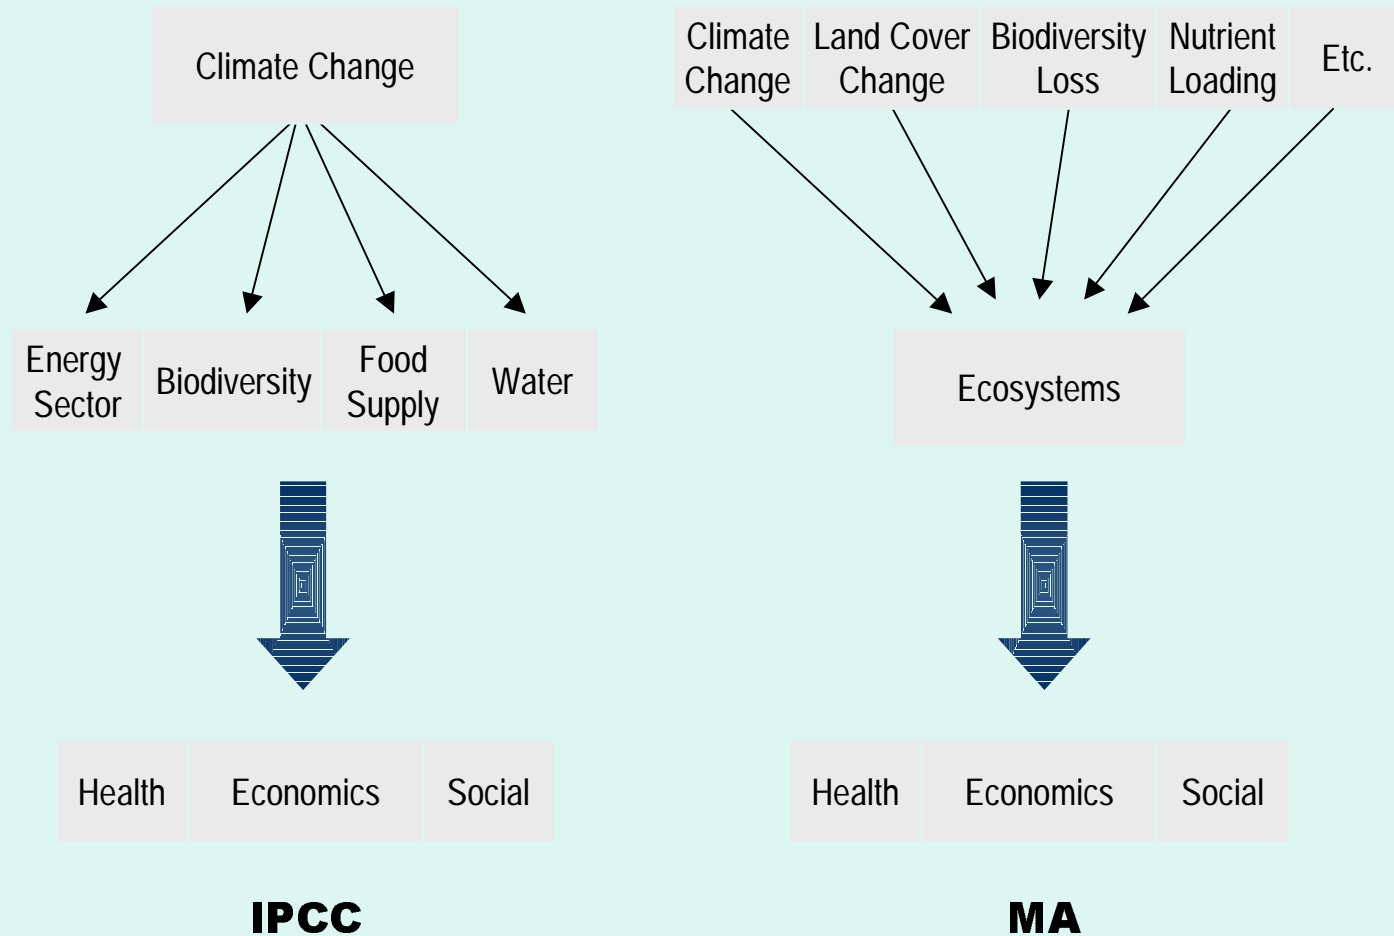 Climate Change
Energy
Sector
Biodiversity
Food
Supply
Water
Health
Economics
Social
IPCC
Climate
Change
Land Cover
Change
Biodiversity
Loss
Nutrient
Loading
Etc.
Ecosystems
Health
Economics
Social
MA